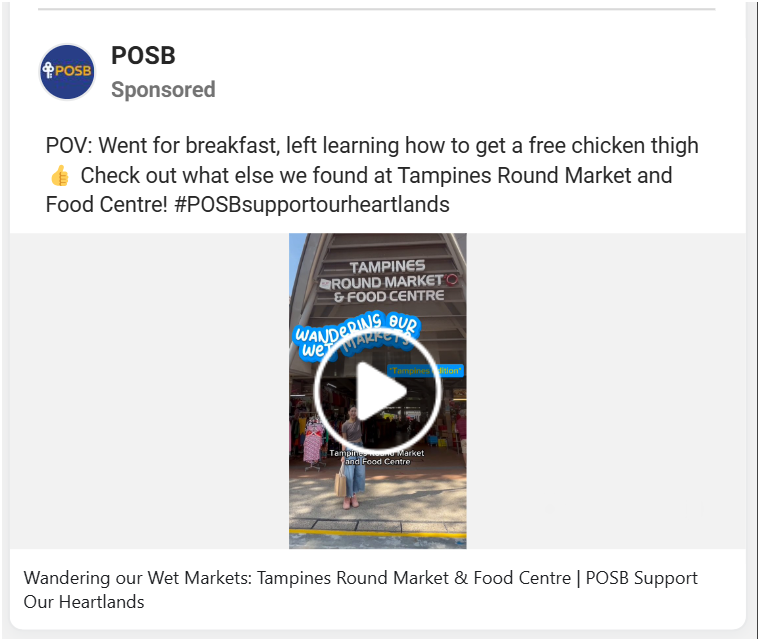 POSB
POSB
Sponsored
POV: Went for breakfast, left learning how to get a free chicken thigh
👍 Check out what else we found at Tampines Round Market and
Food Centre! #POSBsupportourheartlands
TAMPINES
ROUND MARKET
& FOOD CENTRE
WANDERING OUR
WET MARKETS
"Tampines Edition"
Tampines Round Market
and Food Centre
Wandering our Wet Markets: Tampines Round Market & Food Centre | POSB Support
Our Heartlands